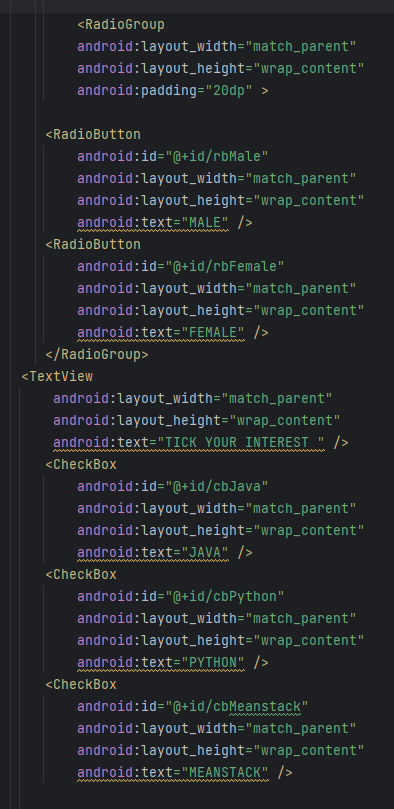 <RadioGroup
android:layout_width="match_parent"
android:layout_height="wrap_content"
android:padding="20dp" >
<RadioButton
android:id="@+id/rbMale"
android:layout_width="match_parent"
android:layout_height="wrap_content"
android:text="MALE" />
<RadioButton
android:id="@+id/rbFemale"
android:layout_width="match_parent"
android:layout_height="wrap_content"
android:text="FEMALE" />
</RadioGroup>
<TextView
android:layout_width="match_parent"
android:layout_height="wrap_content"
android:text="TICK YOUR INTEREST " />
<CheckBox
android:id="@+id/cbJava"
android:layout_width="match_parent"
android:layout_height="wrap_content"
android:text="JAVA" />
<CheckBox
android:id="@+id/cbPython"
android:layout_width="match_parent"
android:layout_height="wrap_content"
android:text="PYTHON" />
<CheckBox
android:id="@+id/cbMeanstack"
android:layout_width="match_parent"
android:layout_height="wrap_content"
android:text="MEANSTACK" />